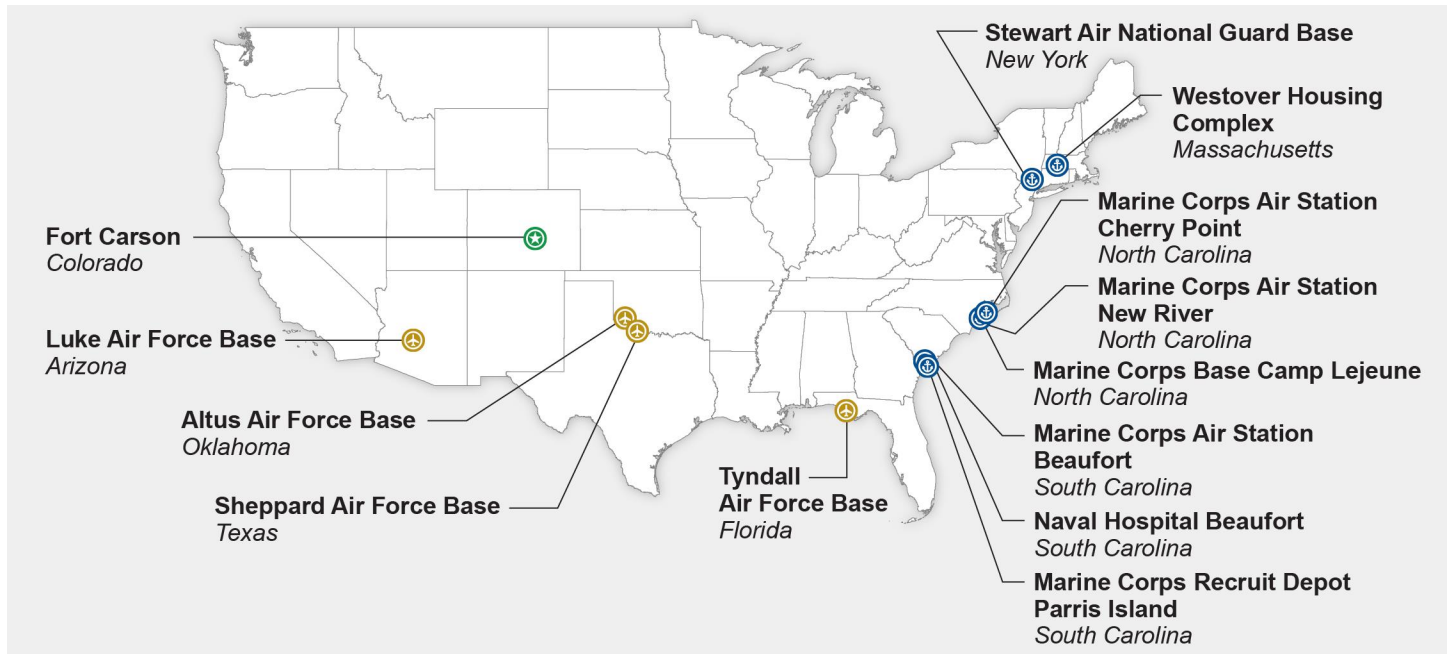 Stewart Air National Guard Base
New York
Westover Housing
Complex
Massachusetts
Marine Corps Air Station
Cherry Point
North Carolina
Marine Corps Air Station
New River
North Carolina
Marine Corps Base Camp Lejeune
North Carolina
Marine Corps Air Station
Beaufort
South Carolina
Naval Hospital Beaufort
South Carolina
Marine Corps Recruit Depot
Parris Island
South Carolina
Fort Carson
Colorado
Luke Air Force Base
Arizona
Altus Air Force Base
Oklahoma
Sheppard Air Force Base
Texas
Tyndall
Air Force Base
Florida